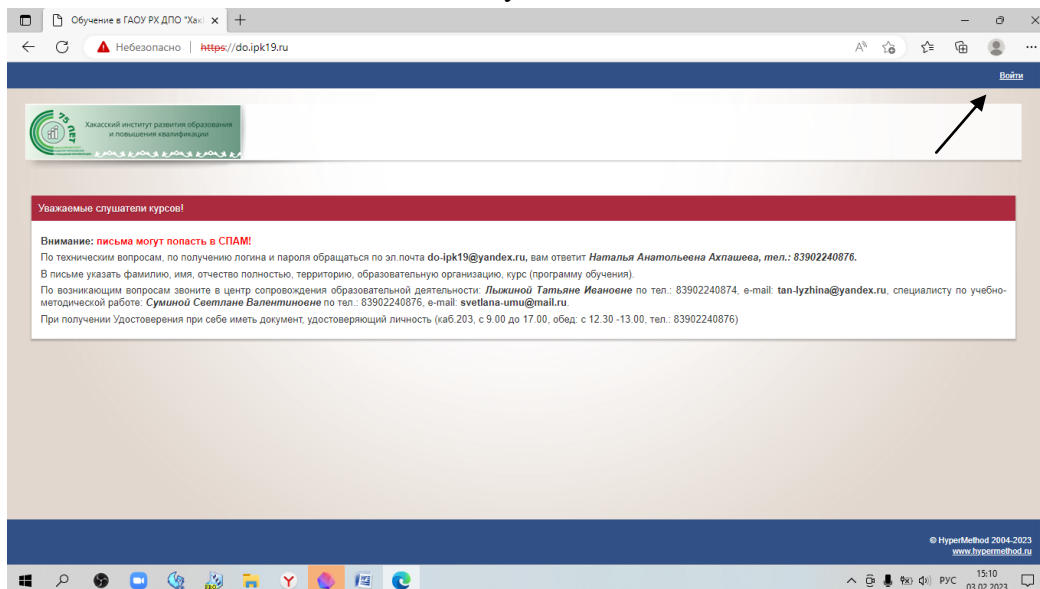 Обучение в ГАОУ РХ ДПО "Хак
Небезопасно | https://do.ipk19.ru
Войти
75 ЛЕТ
Хакасский институт развития образования
и повышения квалификации
Уважаемые слушатели курсов!
Внимание: письма могут попасть в СПАМ!
По техническим вопросам, по получению логина и пароля обращаться по эл.почта do-ipk19@yandex.ru, вам ответит Наталья Анатольевна Ахпашева, тел.: 83902240876.
В письме указать фамилию, имя, отчество полностью, территорию, образовательную организацию, курс (программу обучения).
По возникающим вопросам звоните в центр сопровождения образовательной деятельности: Лыжиной Татьяне Ивановне по тел.: 83902240874, e-mail: tan-lyzhina@yandex.ru, специалисту по учебно-
методической работе: Суминой Светлане Валентиновне по тел.: 83902240876, e-mail: svetlana-umu@mail.ru.
При получении Удостоверения при себе иметь документ, удостоверяющий личность (каб.203, с 9.00 до 17.00, обед: с 12.30 -13.00, тел.: 83902240876)
© HyperMethod 2004-2023
www.hypermethod.ru
РУС
15:10
03.02.2023